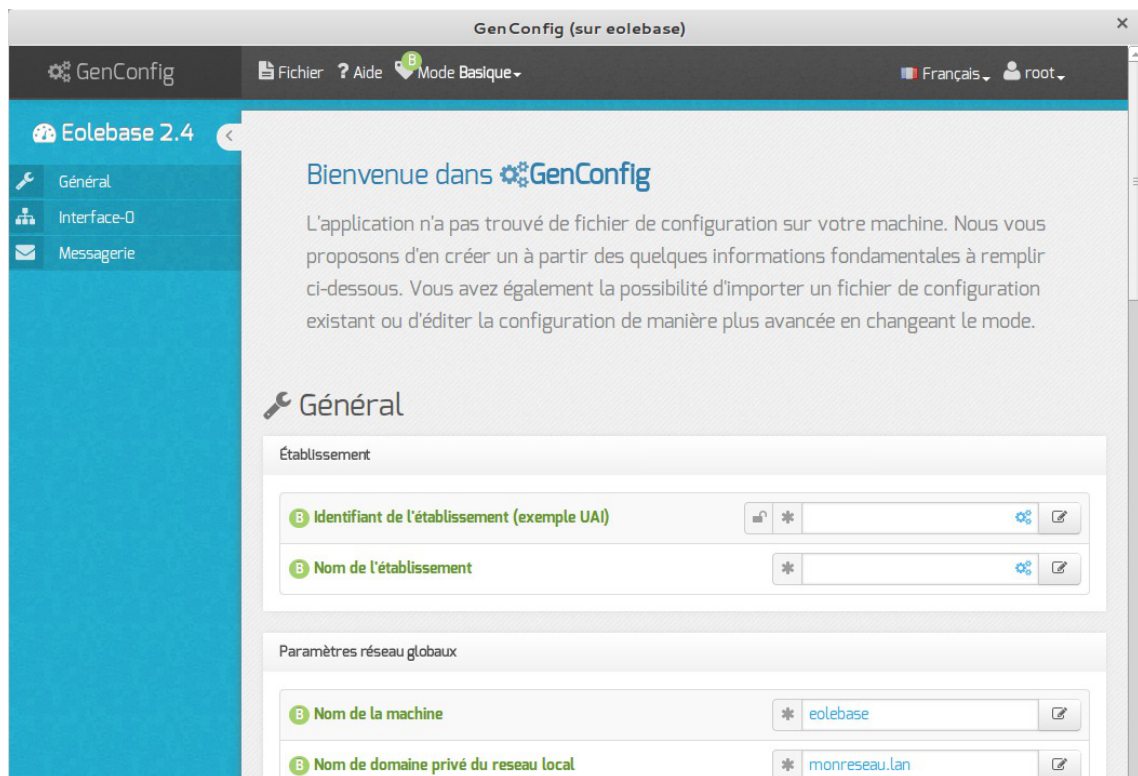 GenConfig (sur eolebase)
GenConfig
Fichier ? Aide B Mode Basique
Français root
Eolebase 2.4
Général
Interface-0
Messagerie
Bienvenue dans GenConfig
L'application n'a pas trouvé de fichier de configuration sur votre machine. Nous vous
proposons d'en créer un à partir des quelques informations fondamentales à remplir
ci-dessous. Vous avez également la possibilité d'importer un fichier de configuration
existant ou d'éditer la configuration de manière plus avancée en changeant le mode.
Général
Établissement
B Identifiant de l'établissement (exemple UAI)
B Nom de l'établissement
Paramètres réseau globaux
B Nom de la machine
eolebase
B Nom de domaine privé du reseau local
monreseau.lan